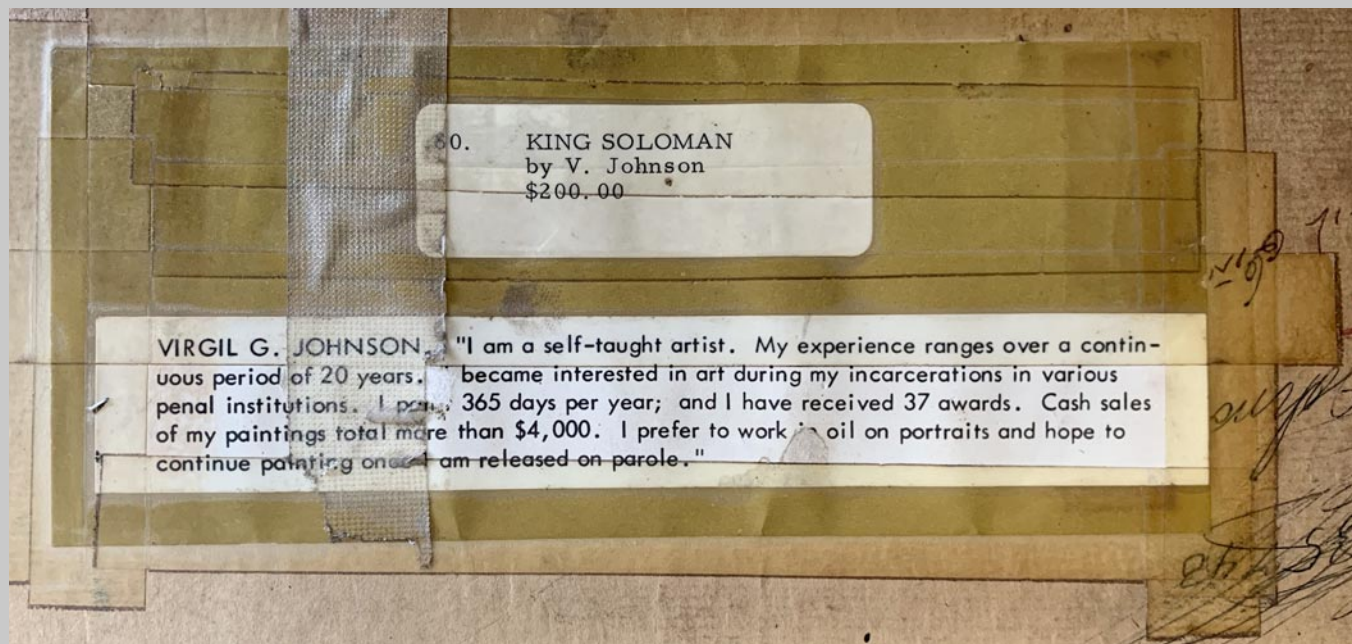 80. KING SOLOMAN
by V. Johnson
$200.00
VIRGIL G. JOHNSON. "I am a self-taught artist. My experience ranges over a contin-
uous period of 20 years. became interested in art during my incarcerations in various
penal institutions. I 365 days per year; and I have received 37 awards. Cash sales
of my paintings total more than $4,000. I prefer to work in oil on portraits and hope to
continue painting once I am released on parole."